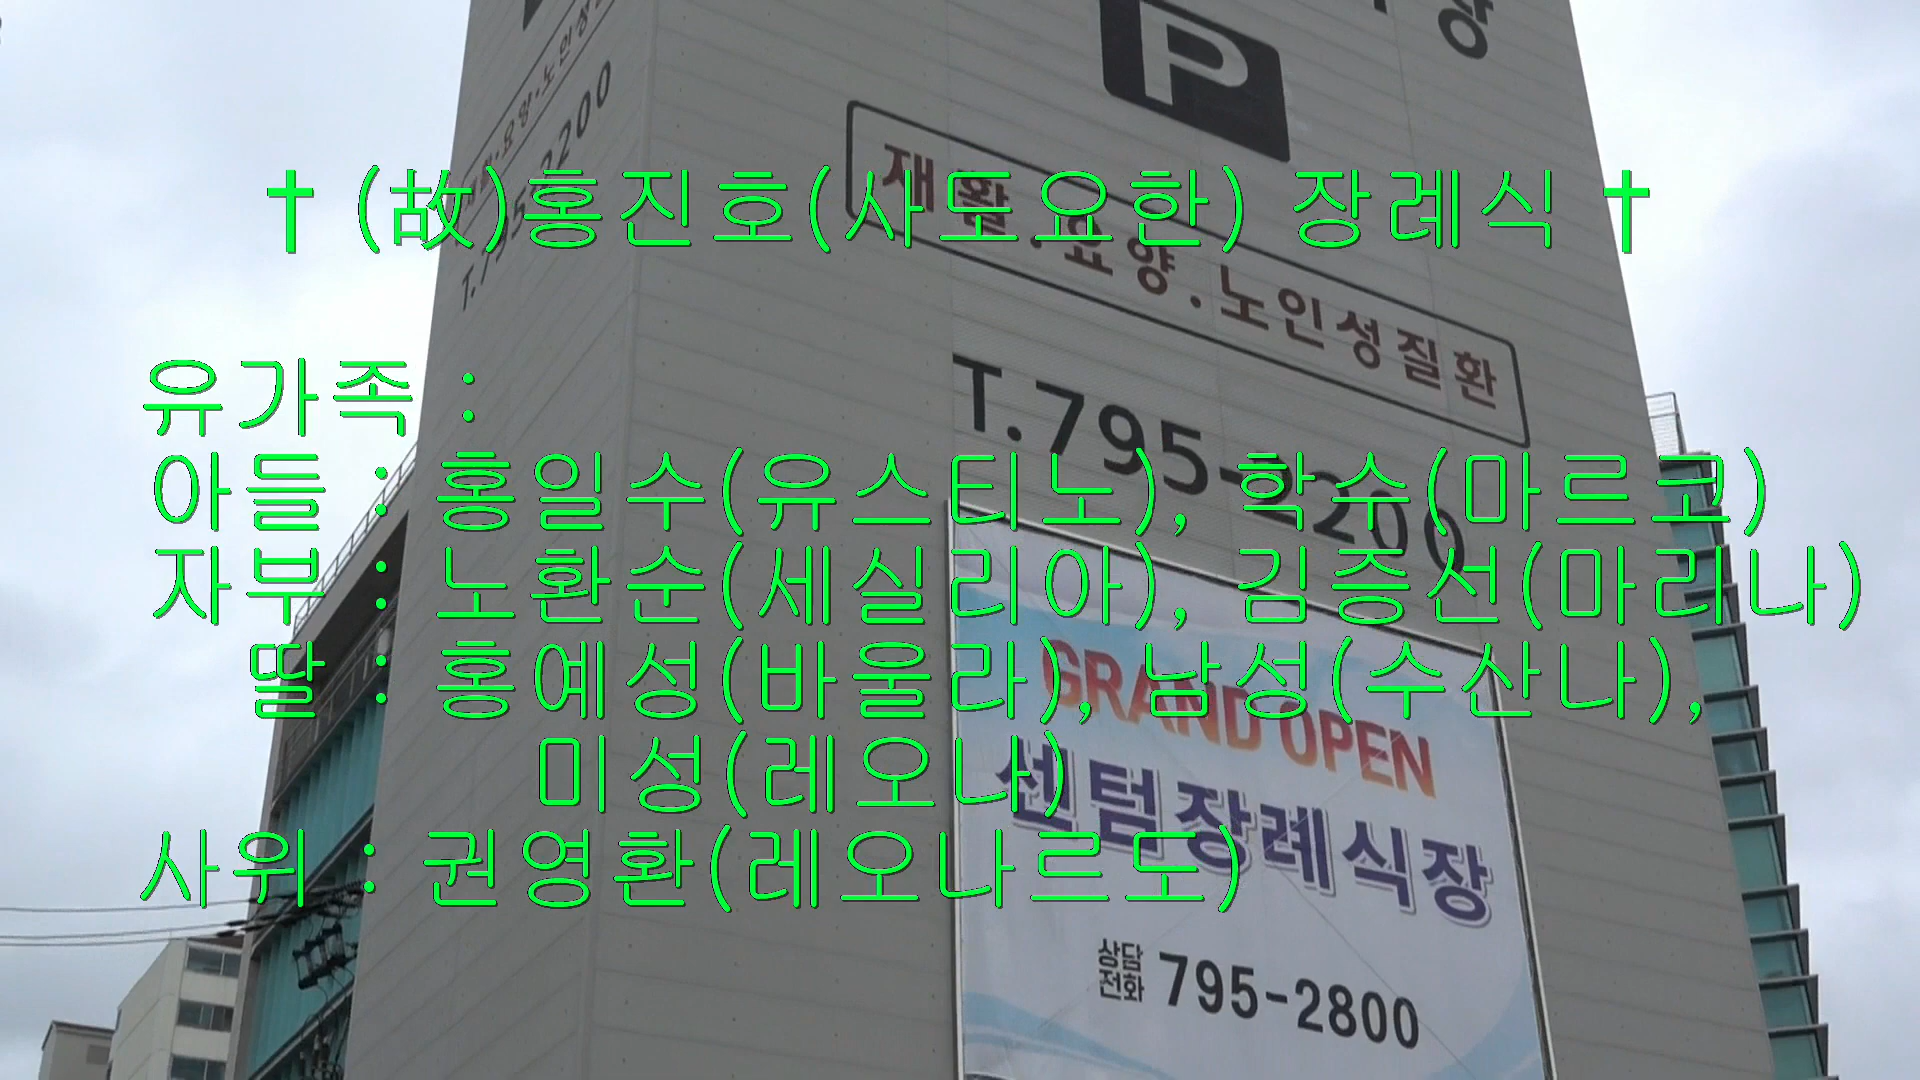 † (故)홍진호(사도요한) 장례식 †
유가족 :
아들 : 홍일수(유스티노), 학수(마르코)
자부 : 노환순(세실리아), 김증선(마리나)
딸 : 홍예성(바울라), 남성(수산나),
미성(레오나)
사위 : 권영환(레오나르도)
P
재활.요양.노인성질환
T.795-2200
GRAND OPEN
센텀장례식장
상담전화 795-2800